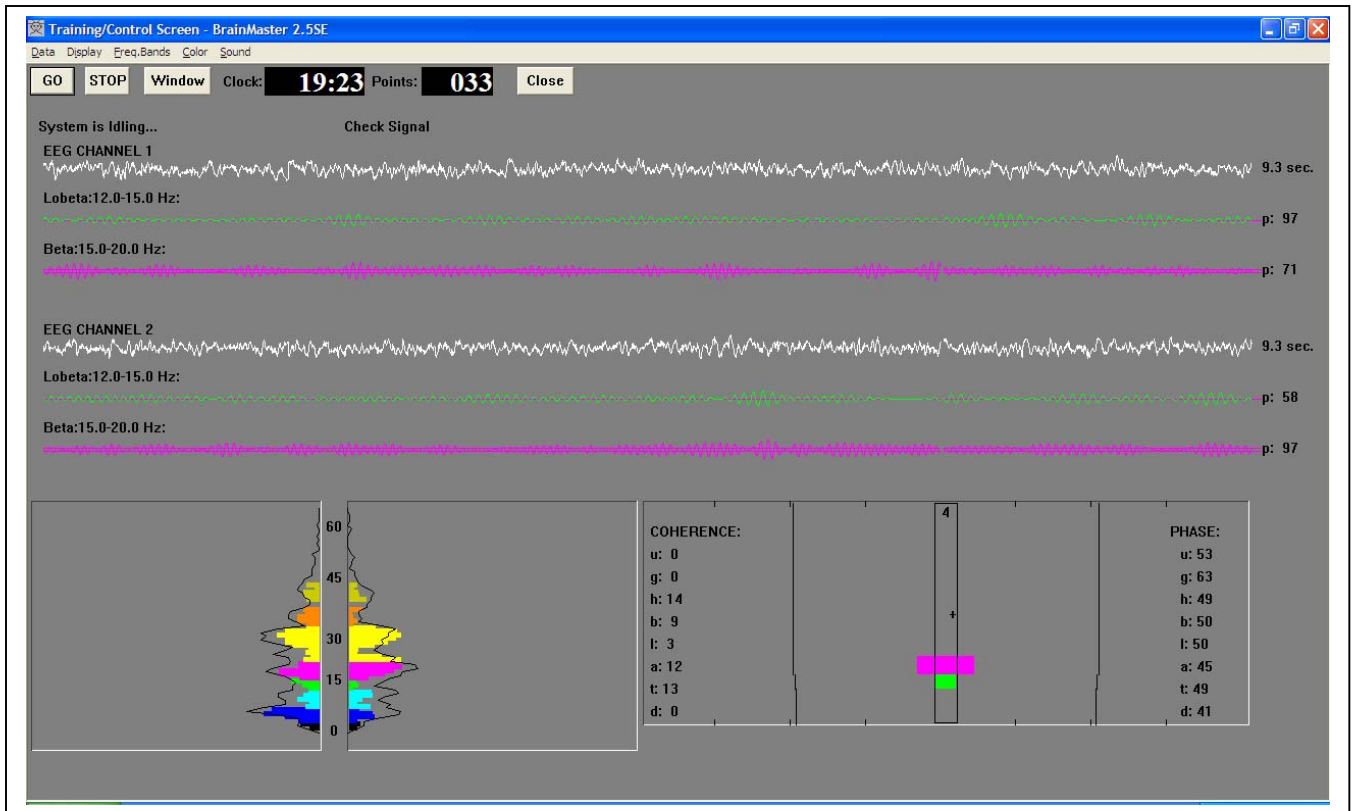 Training/Control Screen - BrainMaster 2.5SE
Data Display Freq.Bands Color Sound
GO STOP Window Clock: 19:23 Points: 033 Close
System is Idling... Check Signal
EEG CHANNEL 1
9.3 sec.
Lobeta:12.0-15.0 Hz:
p: 97
Beta:15.0-20.0 Hz:
p: 71
EEG CHANNEL 2
9.3 sec.
Lobeta:12.0-15.0 Hz:
p: 58
Beta:15.0-20.0 Hz:
p: 97
60
45
30
15
0
4
COHERENCE:
u: 0
g: 0
h: 14
b: 9
l: 3
a: 12
t: 13
d: 0
PHASE:
u: 53
g: 63
h: 49
b: 50
l: 50
a: 45
t: 49
d: 41